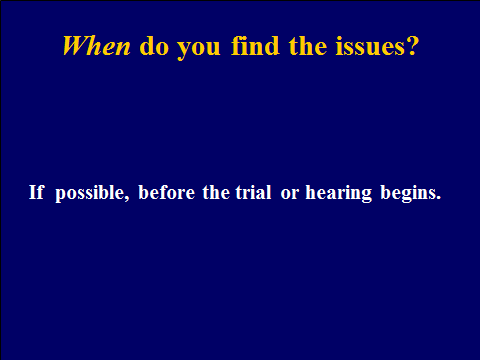 When do you find the issues?
If possible, before the trial or hearing begins.